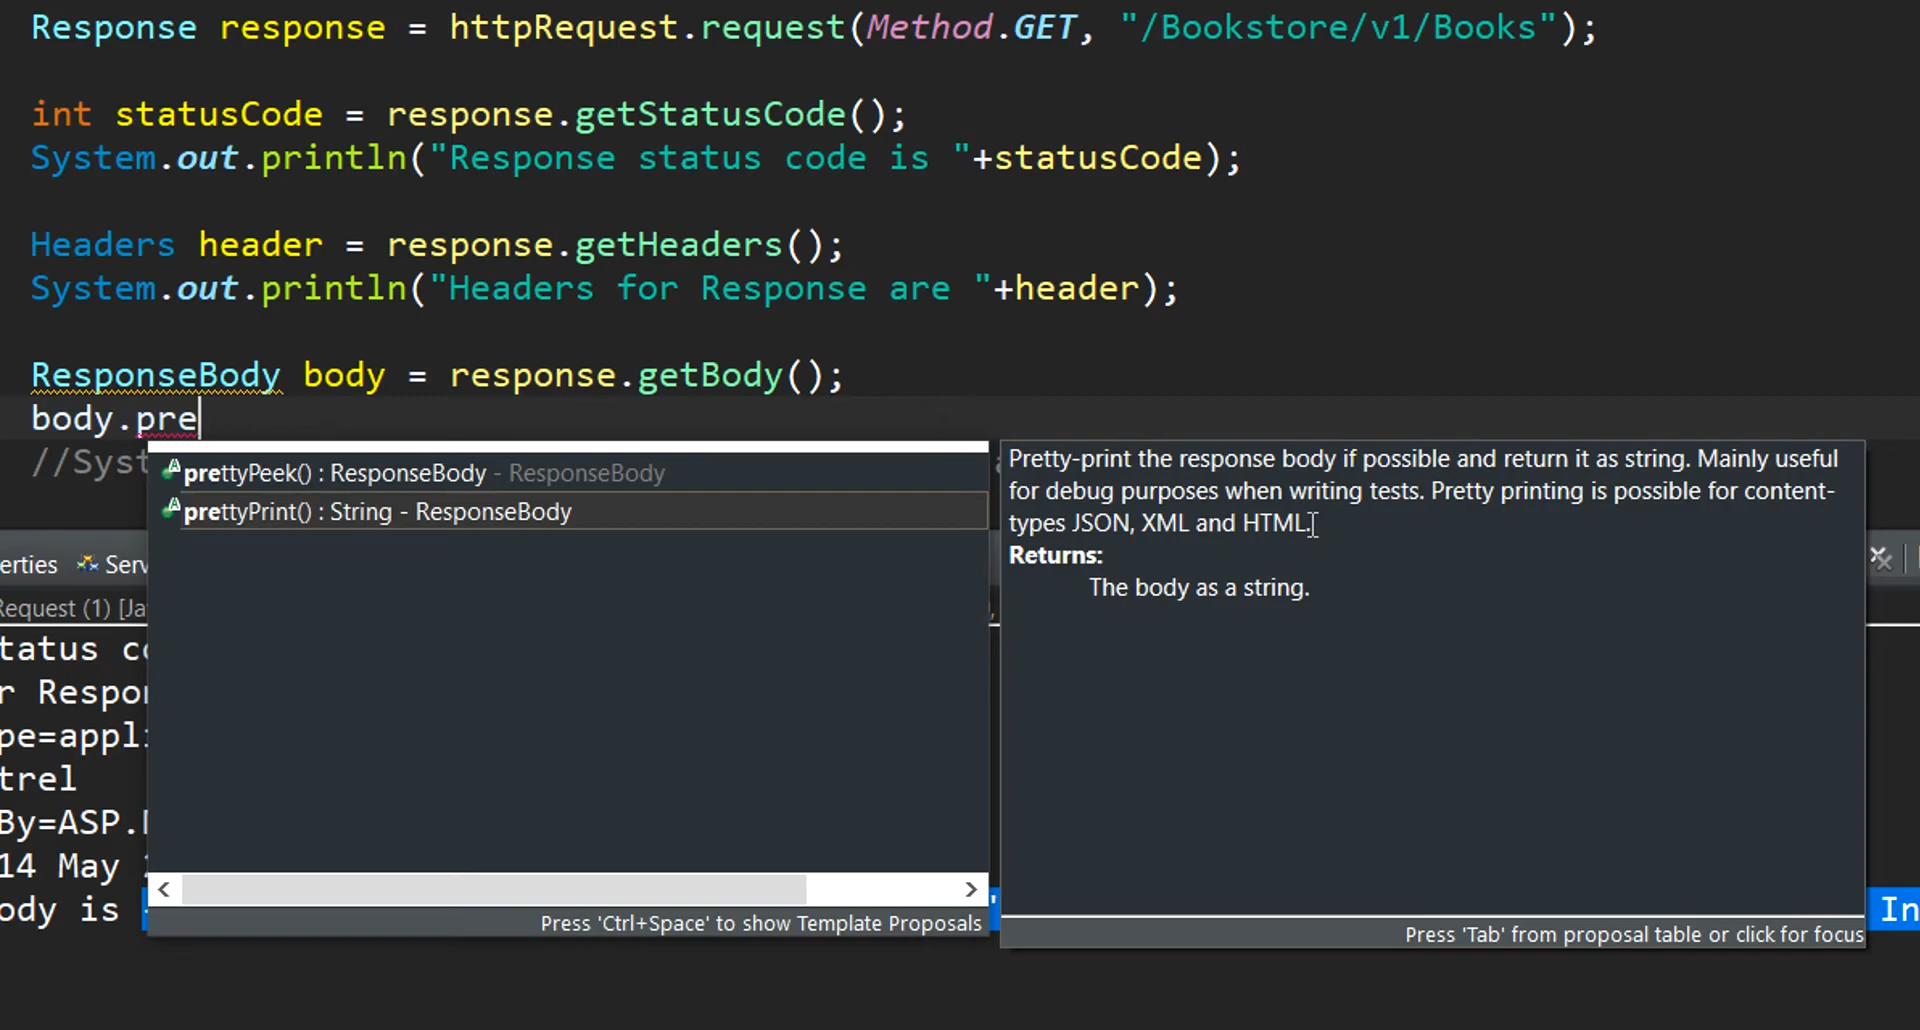 Response response = httpRequest.request(Method.GET, "/Bookstore/v1/Books");
int statusCode = response.getStatusCode();
System.out.println("Response status code is "+statusCode);
Headers header = response.getHeaders();
System.out.println("Headers for Response are "+header);
ResponseBody body = response.getBody();
body.pre
//Syst
prettyPeek() : ResponseBody - ResponseBody
prettyPrint() : String - ResponseBody
Press 'Ctrl+Space' to show Template Proposals
Pretty-print the response body if possible and return it as string. Mainly useful
for debug purposes when writing tests. Pretty printing is possible for content-
types JSON, XML and HTML.
Returns:
The body as a string.
Press 'Tab' from proposal table or click for focus
erties Serv
Request (1) [Ja
tatus co
r Respon
pe=appli
trel
By=ASP.N
14 May
ody is
In